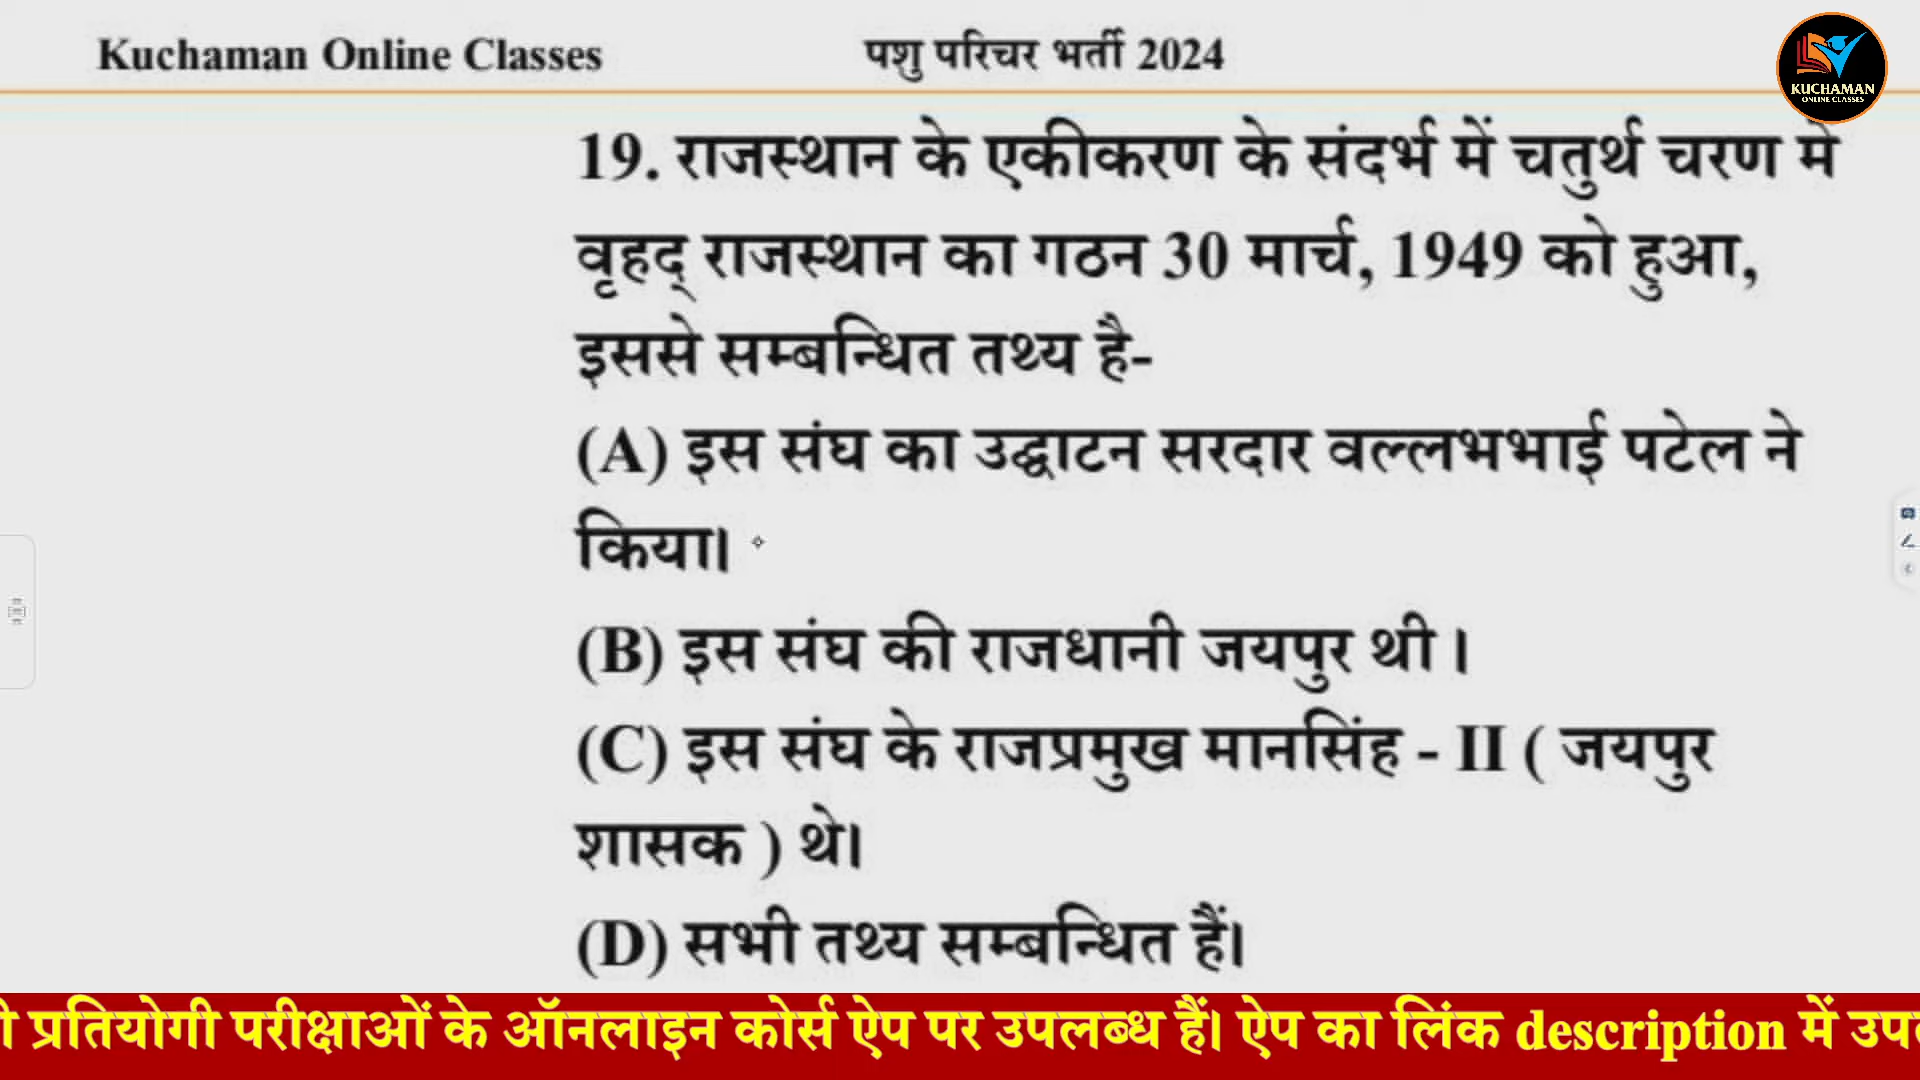 Kuchaman Online Classes
पशु परिचर भर्ती 2024
KUCHAMAN
ONLINE CLASSES
19. राजस्थान के एकीकरण के संदर्भ में चतुर्थ चरण मे
वृहद् राजस्थान का गठन 30 मार्च, 1949 को हुआ,
इससे सम्बन्धित तथ्य है-
(A) इस संघ का उद्घाटन सरदार वल्लभभाई पटेल ने
किया।
(B) इस संघ की राजधानी जयपुर थी ।
(C) इस संघ के राजप्रमुख मानसिंह - II ( जयपुर
शासक ) थे।
(D) सभी तथ्य सम्बन्धित हैं।
प्रतियोगी परीक्षाओं के ऑनलाइन कोर्स ऐप पर उपलब्ध हैं। ऐप का लिंक description में